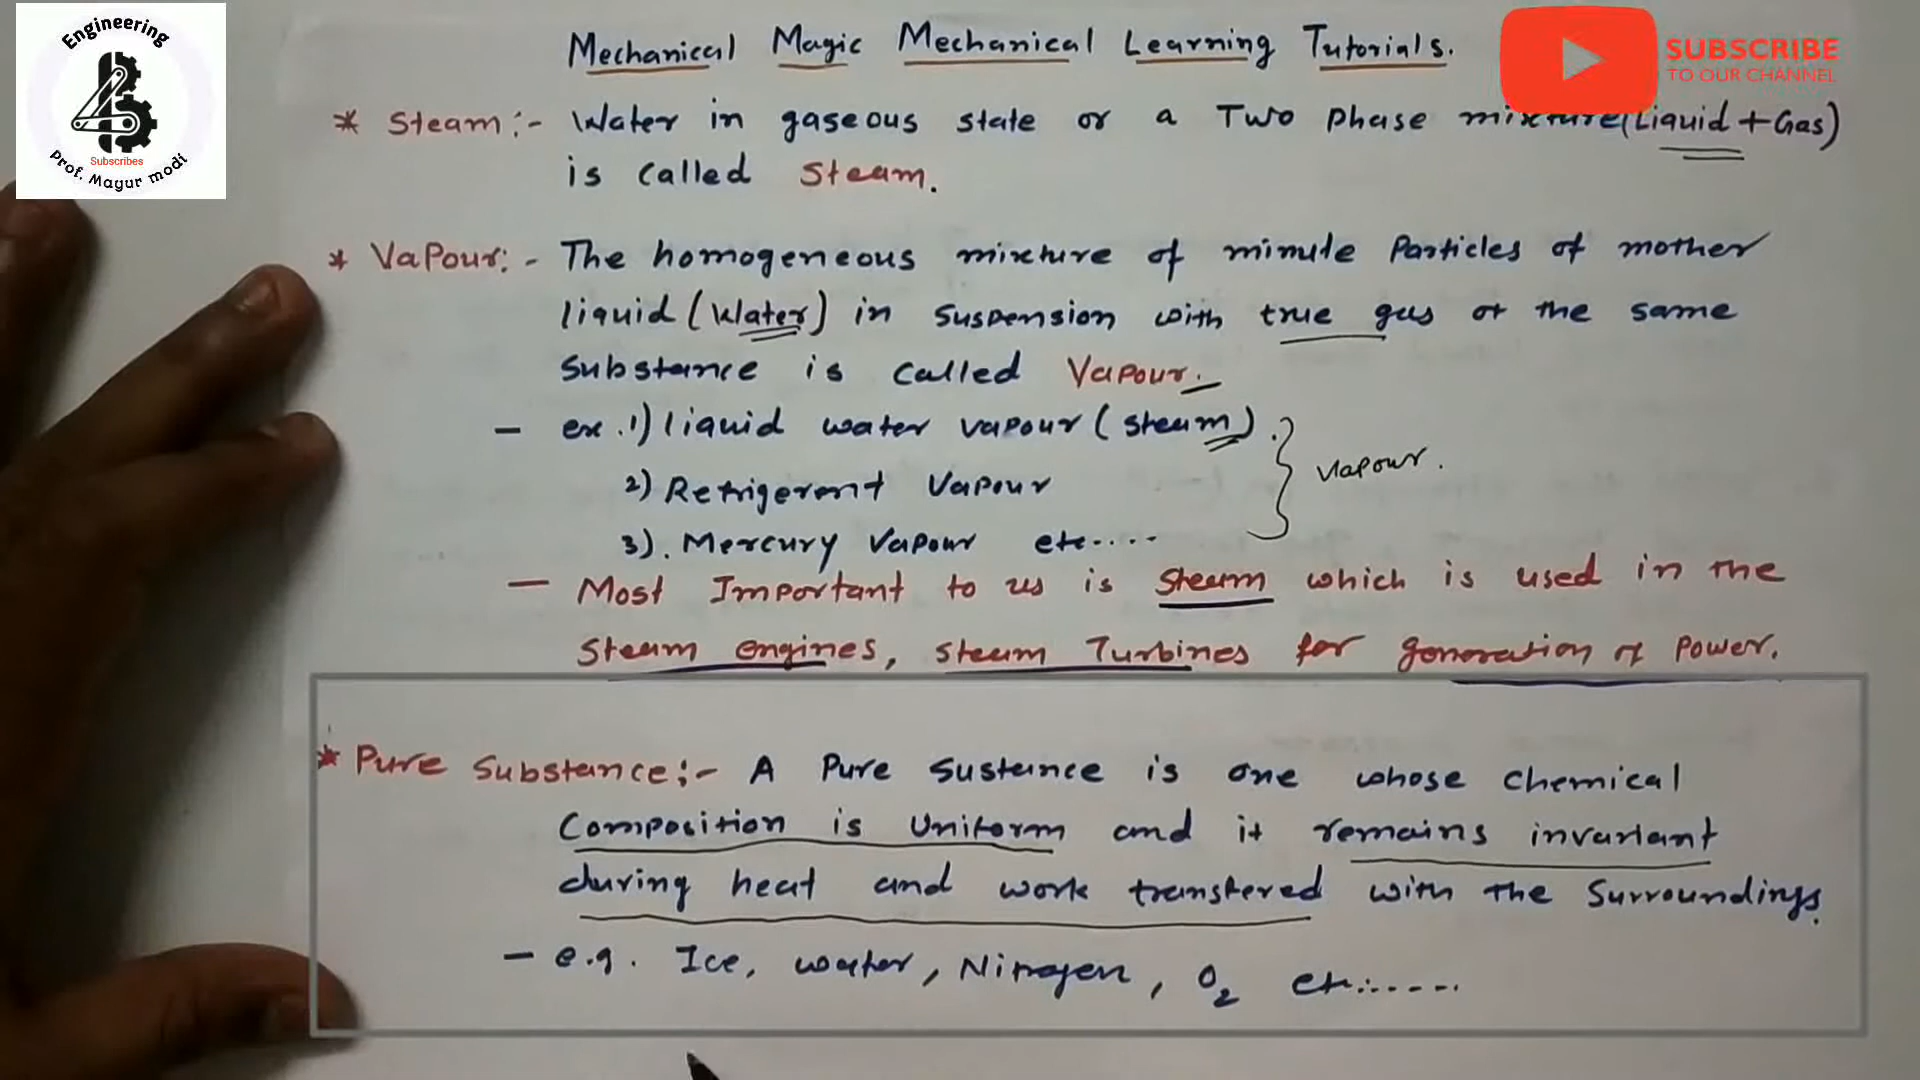 Engineering
Subscribes
Prof. Mayur modi
SUBSCRIBE
TO OUR CHANNEL
Mechanical Magic Mechanical Learning Tutorials.
* Steam:- Water in gaseous state or a Two Phase mixture(Liquid+Gas)
is called Steam.
* Vapour:- The homogeneous mixture of minute Particles of mother
liquid (Water) in suspension with true gas of the same
substance is called Vapour.
- ex. 1) liquid water vapour (steam).
2) Refrigerant Vapour
3). Mercury Vapour etc.....
Vapour.
- Most Important to us is steam which is used in the
steam engines, steam Turbines for generation of Power.
* Pure Substance:- A Pure Sustance is one whose chemical
Composition is Uniform and it remains invariant
during heat and work transfered with the Surroundings.
- e.g. Ice, water, Nitrogen, O2 etc.......